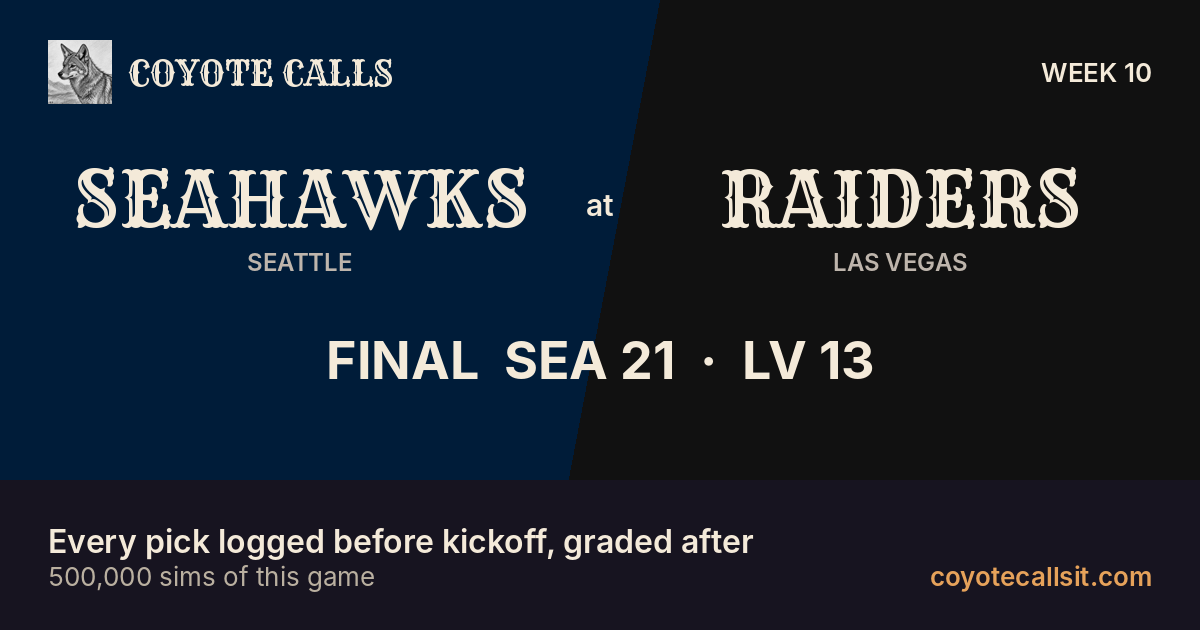 COYOTE CALLS
WEEK 10
SEAHAWKS at RAIDERS
SEATTLE LAS VEGAS
FINAL SEA 21 · LV 13
Every pick logged before kickoff, graded after
500,000 sims of this game
coyotecallsit.com